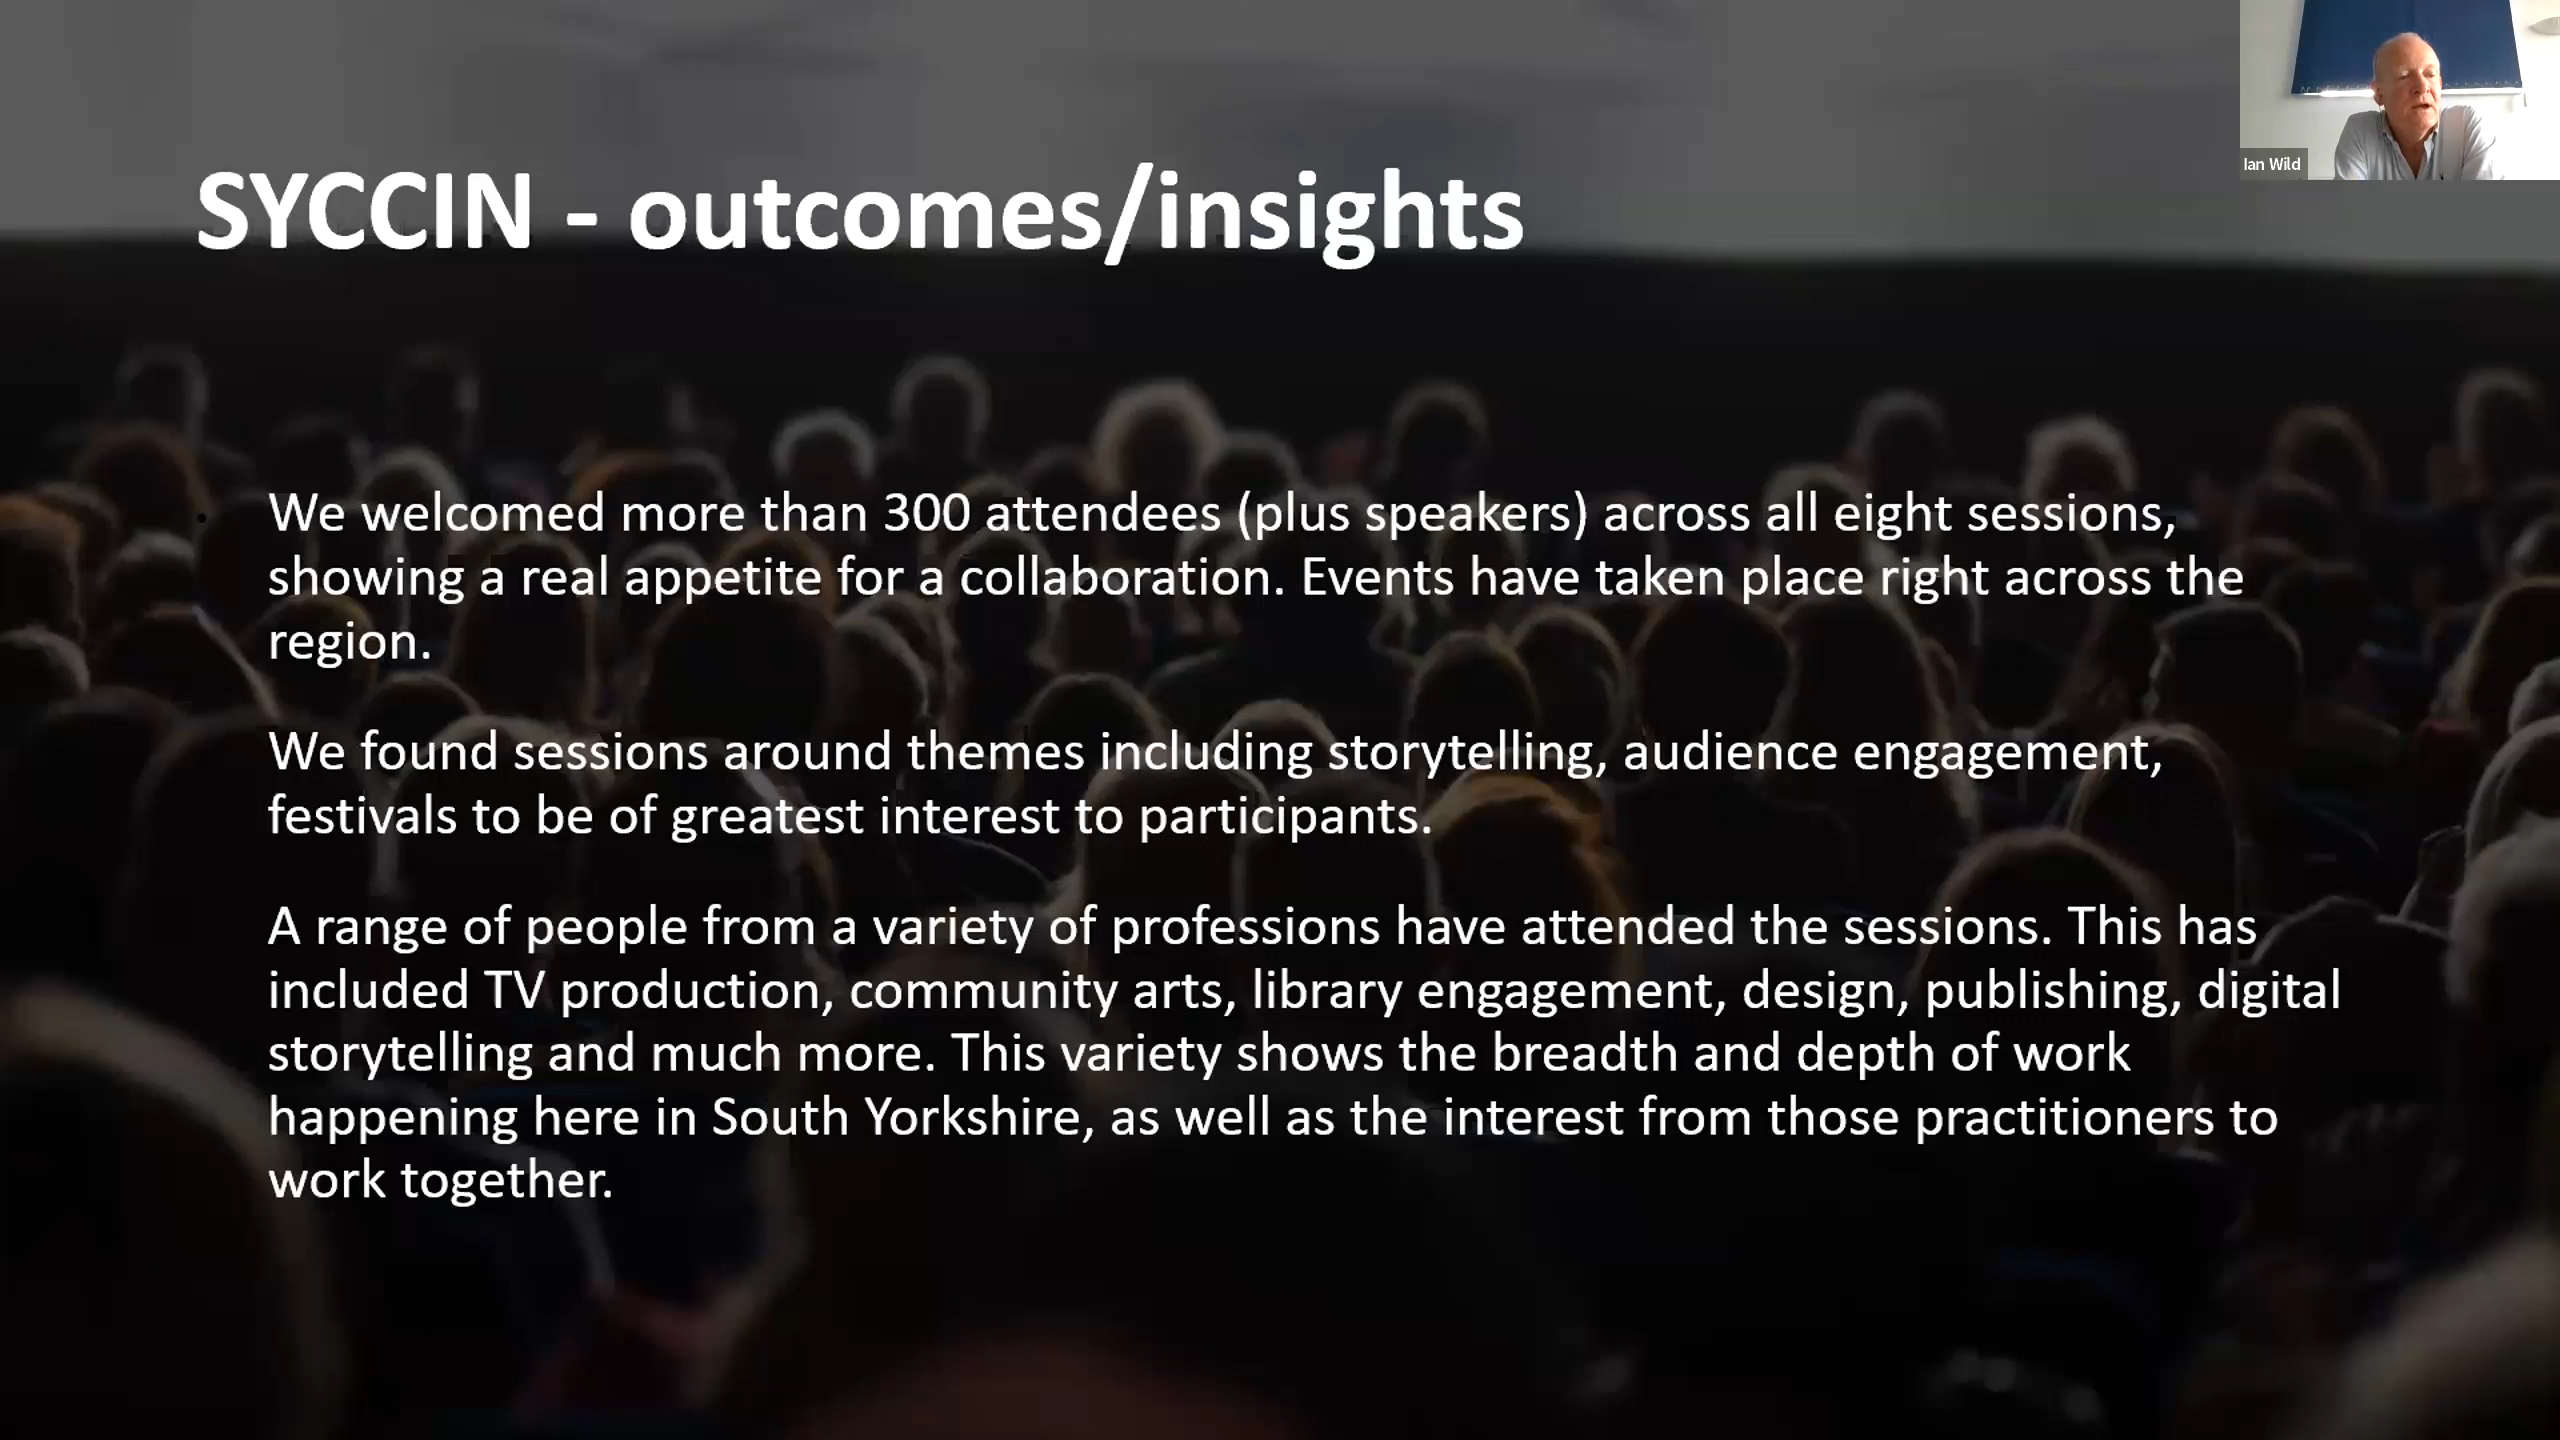 SYCCIN - outcomes/insights
Ian Wild
We welcomed more than 300 attendees (plus speakers) across all eight sessions,
showing a real appetite for a collaboration. Events have taken place right across the
region.
We found sessions around themes including storytelling, audience engagement,
festivals to be of greatest interest to participants.
A range of people from a variety of professions have attended the sessions. This has
included TV production, community arts, library engagement, design, publishing, digital
storytelling and much more. This variety shows the breadth and depth of work
happening here in South Yorkshire, as well as the interest from those practitioners to
work together.